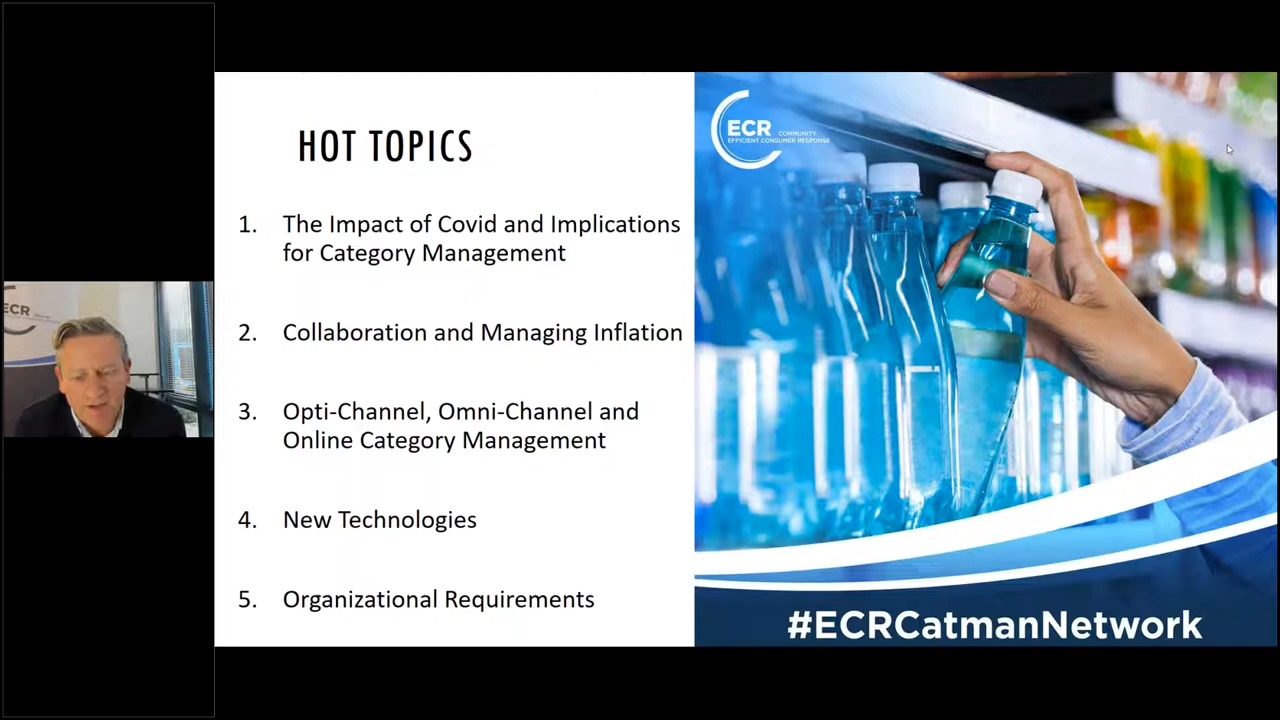 HOT TOPICS
1. The Impact of Covid and Implications
for Category Management
2. Collaboration and Managing Inflation
3. Opti-Channel, Omni-Channel and
Online Category Management
4. New Technologies
5. Organizational Requirements
ECR COMMUNITY
EFFICIENT CONSUMER RESPONSE
#ECRCatmanNetwork
ECR